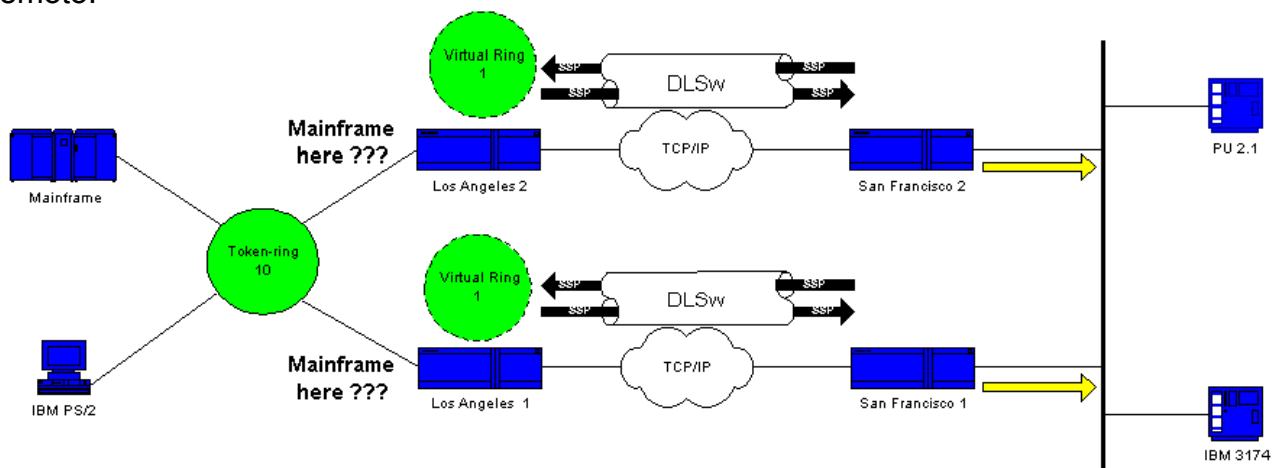 Virtual Ring
1
SSP
SSP
DLSw
SSP
SSP
Mainframe
here ???
TCP/IP
PU 2.1
Mainframe
Los Angeles 2
San Francisco 2
Token-ring
10
Virtual Ring
1
SSP
SSP
DLSw
SSP
SSP
Mainframe
here ???
TCP/IP
IBM PS/2
Los Angeles 1
San Francisco 1
IBM 3174